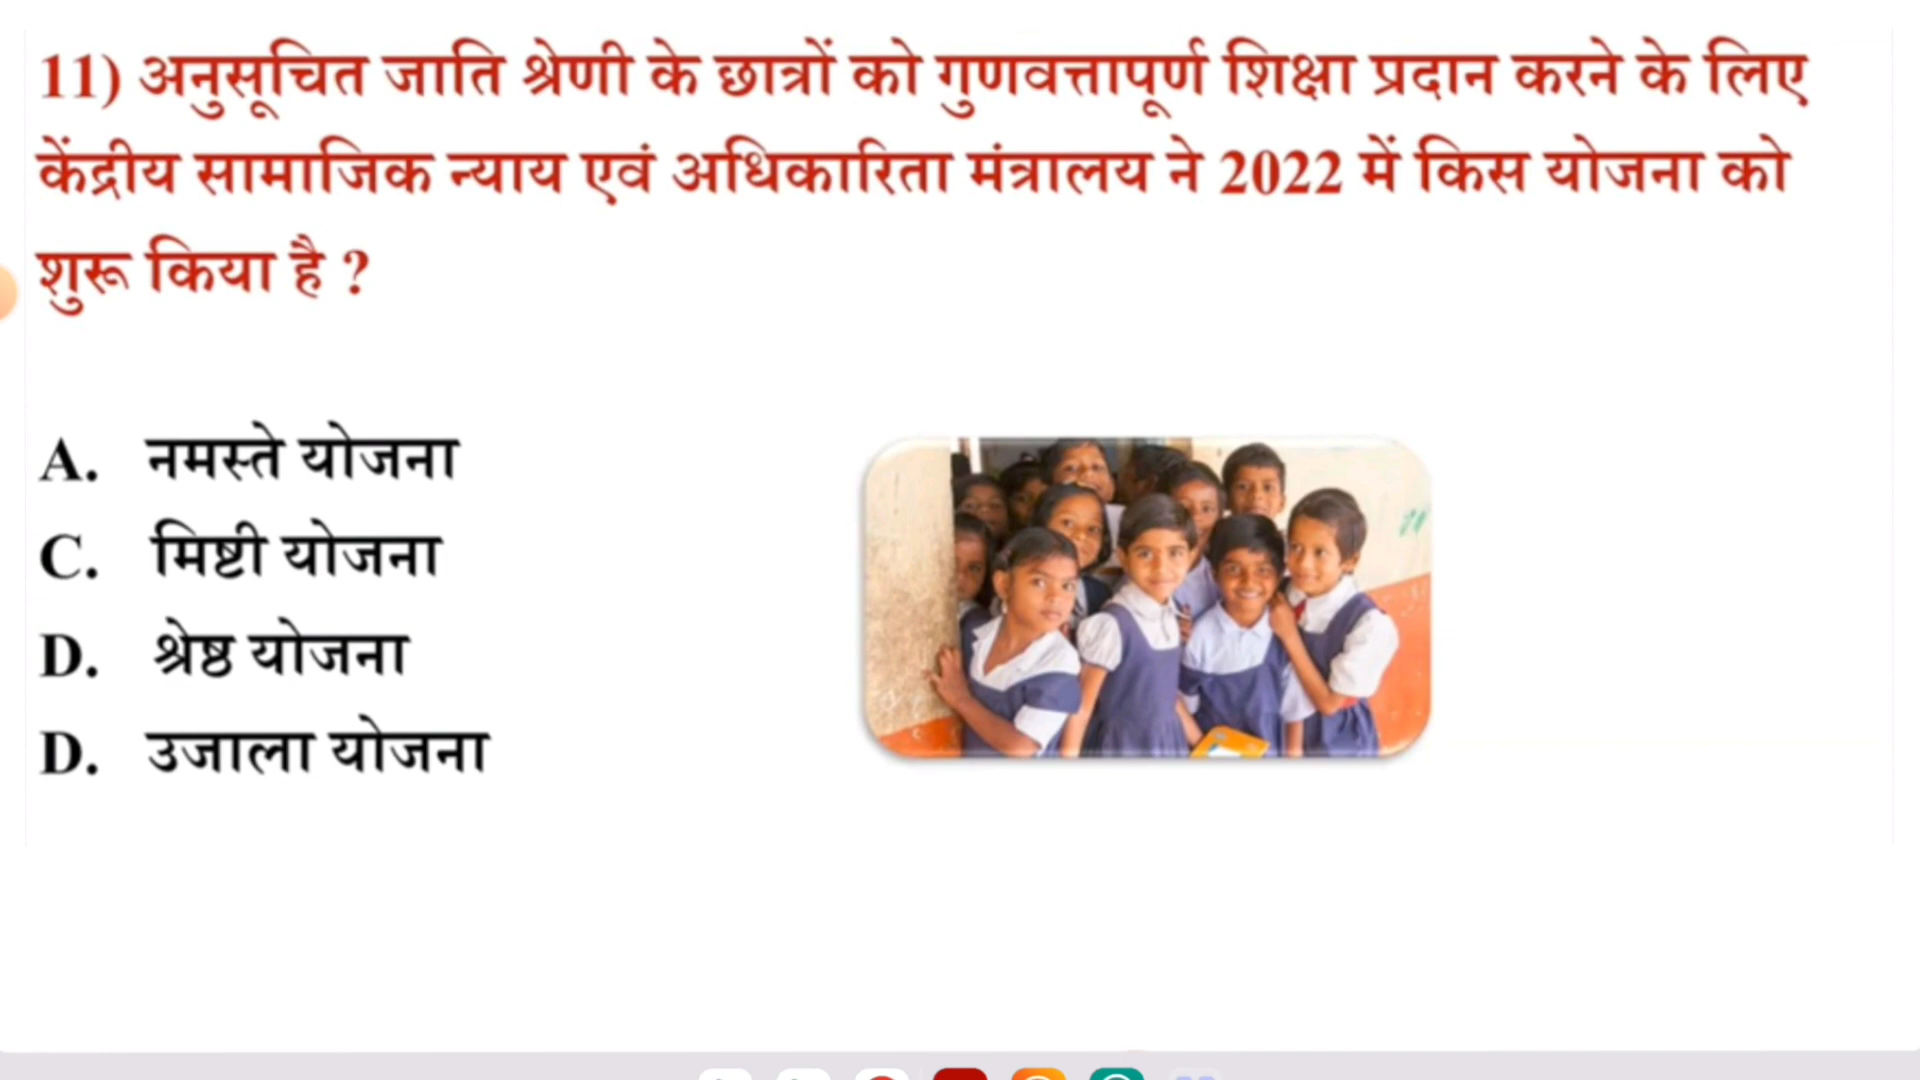 11) अनुसूचित जाति श्रेणी के छात्रों को गुणवत्तापूर्ण शिक्षा प्रदान करने के लिए
केंद्रीय सामाजिक न्याय एवं अधिकारिता मंत्रालय ने 2022 में किस योजना को
शुरू किया है ?
A. नमस्ते योजना
C. मिष्टी योजना
D. श्रेष्ठ योजना
D. उजाला योजना